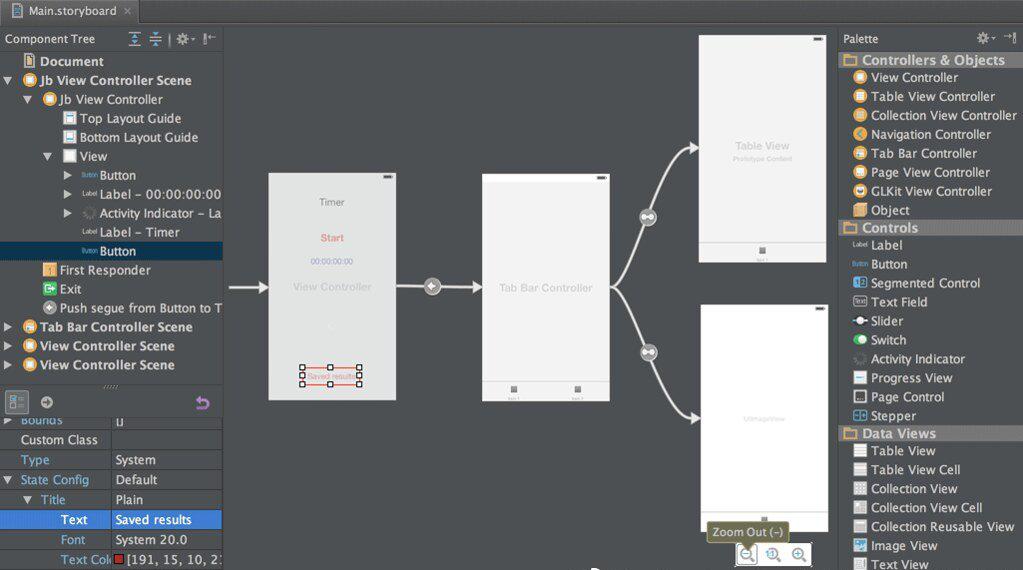 Main.storyboard
Component Tree
Document
Jb View Controller Scene
Jb View Controller
Top Layout Guide
Bottom Layout Guide
View
Button Button
Label Label – 00:00:00:00
Activity Indicator – La
Label Label – Timer
Button Button
First Responder
Exit
Push segue from Button to T
Tab Bar Controller Scene
View Controller Scene
View Controller Scene
Bounds []
Custom Class
Type System
State Config Default
Title Plain
Text Saved results
Font System 20.0
Text Col [191, 15, 10, 2
Timer
Start
00:00:00:00
View Controller
Saved results
Tab Bar Controller
Item 1 Item 2
Table View
Prototype Content
Item 1
UIImageView
Zoom Out (–)
1:1
Palette
Controllers & Objects
View Controller
Table View Controller
Collection View Controller
Navigation Controller
Tab Bar Controller
Page View Controller
GLKit View Controller
Object
Controls
Label Label
Button Button
1 2 Segmented Control
Text Text Field
Slider
Switch
Activity Indicator
Progress View
Page Control
Stepper
Data Views
Table View
Table View Cell
Collection View
Collection View Cell
Collection Reusable View
Image View
Text View